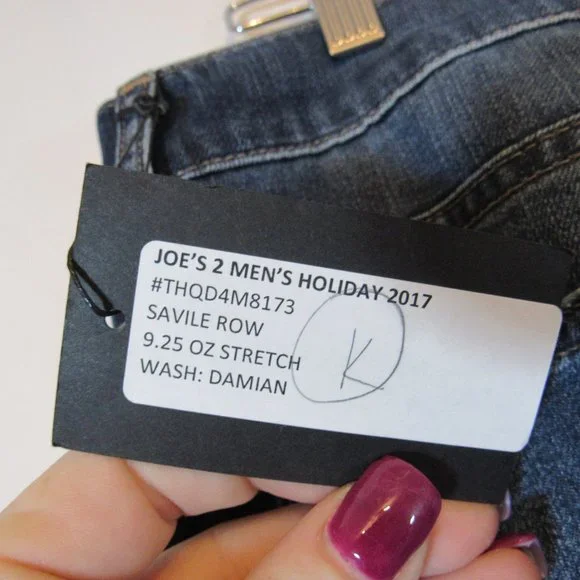 JOE'S 2 MEN'S HOLIDAY 2017
#THQD4M8173
SAVILE ROW
9.25 OZ STRETCH
WASH: DAMIAN
K